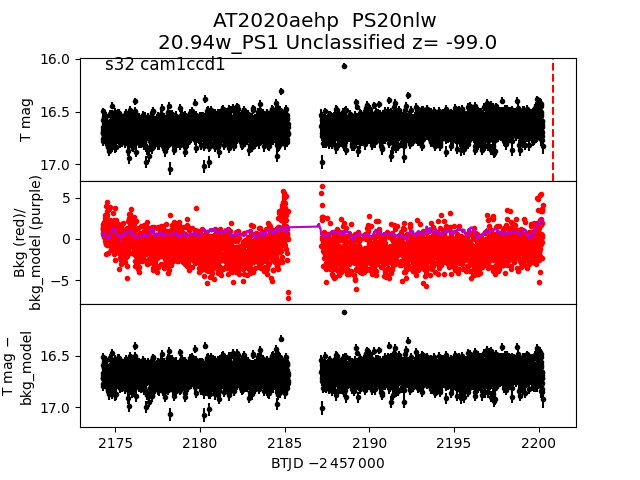 AT2020aehp  PS20nlw
20.94w_PS1 Unclassified z= -99.0
s32 cam1ccd1
16.0
16.5
17.0
T mag
5
0
−5
Bkg (red)/
bkg_model (purple)
16.5
17.0
T mag −
bkg_model
2175 2180 2185 2190 2195 2200
BTJD −2 457 000